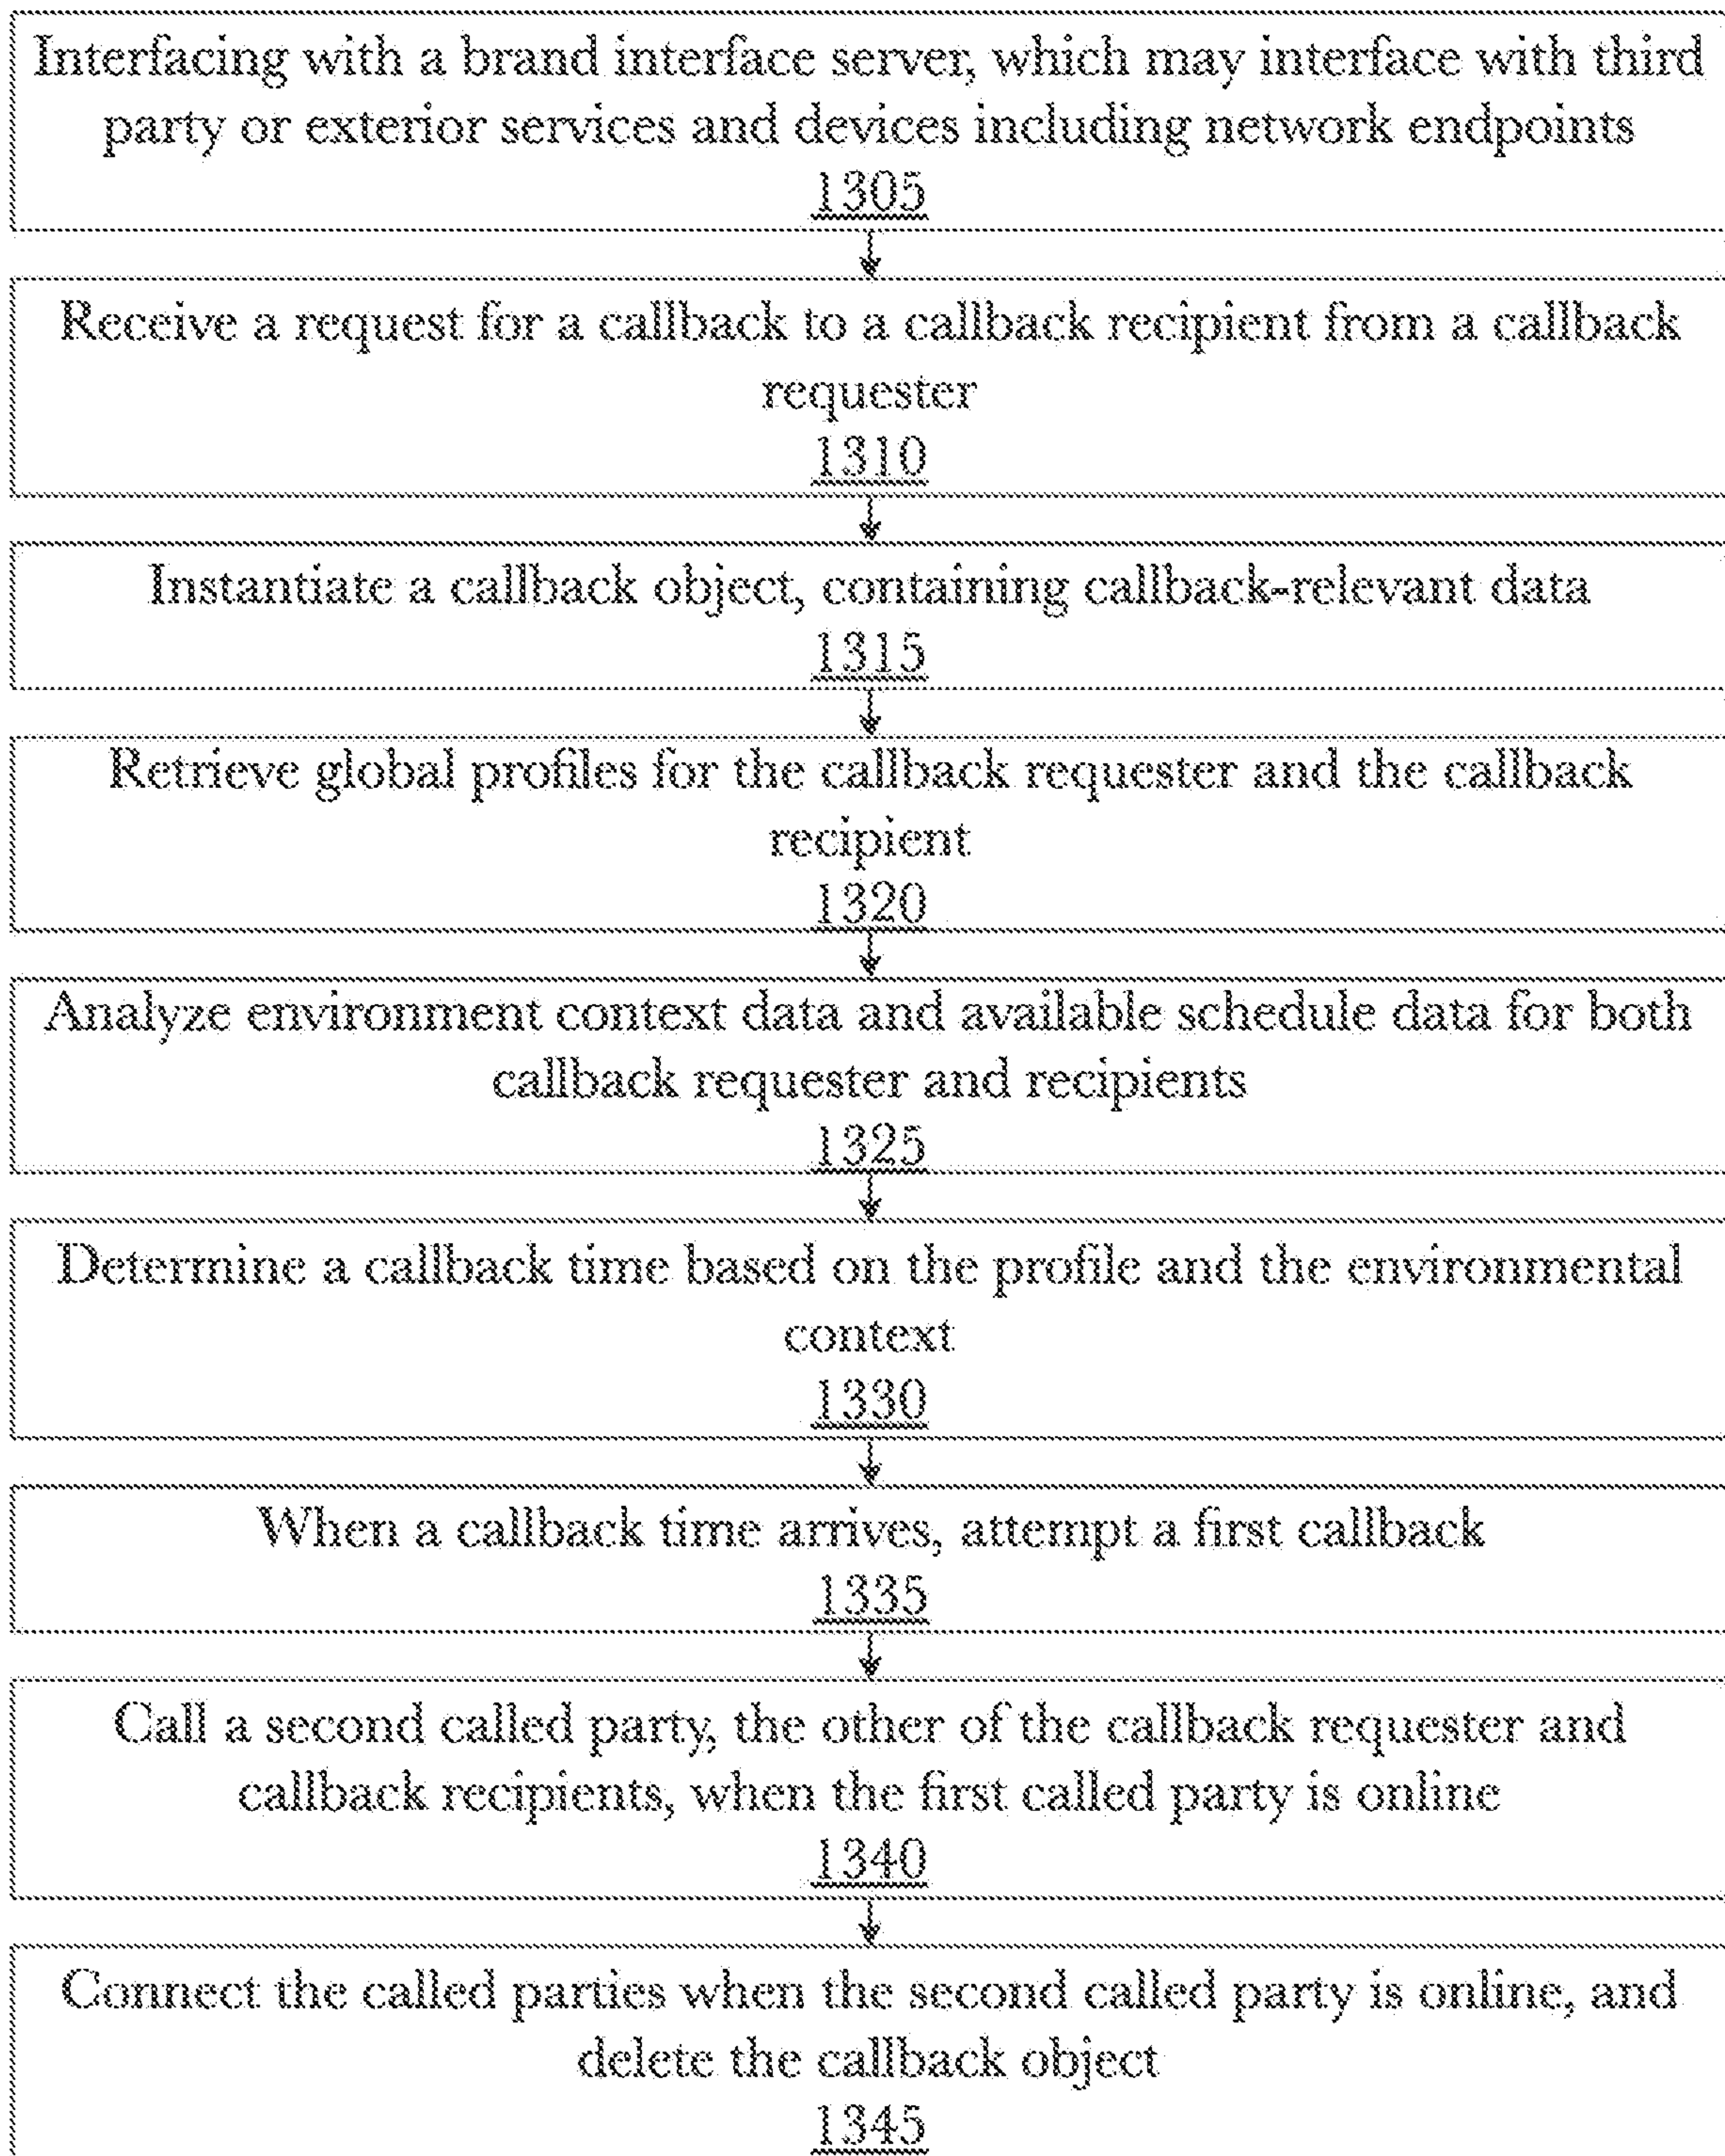 Interfacing with a brand interface server, which may interface with third
party or exterior services and devices including network endpoints
1305
Receive a request for a callback to a callback recipient from a callback
requester
1310
Instantiate a callback object, containing callback-relevant data
1315
Retrieve global profiles for the callback requester and the callback
recipient
1320
Analyze environment context data and available schedule data for both
callback requester and recipients
1325
Determine a callback time based on the profile and the environmental
context
1330
When a callback time arrives, attempt a first callback
1335
Call a second called party, the other of the callback requester and
callback recipients, when the first called party is online
1340
Connect the called parties when the second called party is online, and
delete the callback object
1345